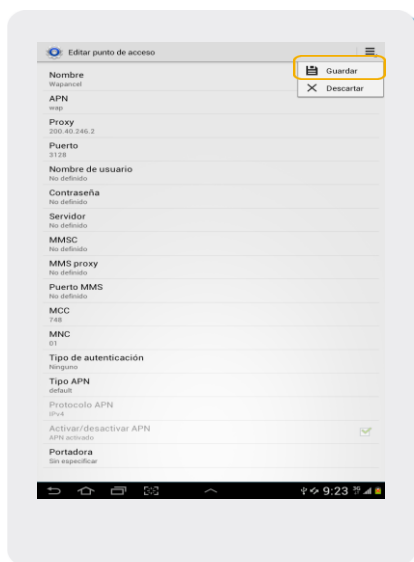 Editar punto de acceso
Guardar
Descartar
Nombre
Wapancel
APN
wap
Proxy
200.40.246.2
Puerto
3128
Nombre de usuario
No definido
Contraseña
No definido
Servidor
No definido
MMSC
No definido
MMS proxy
No definido
Puerto MMS
No definido
MCC
748
MNC
01
Tipo de autenticación
Ninguno
Tipo APN
default
Protocolo APN
IPv4
Activar/desactivar APN
APN activado
Portadora
Sin especificar
9:23